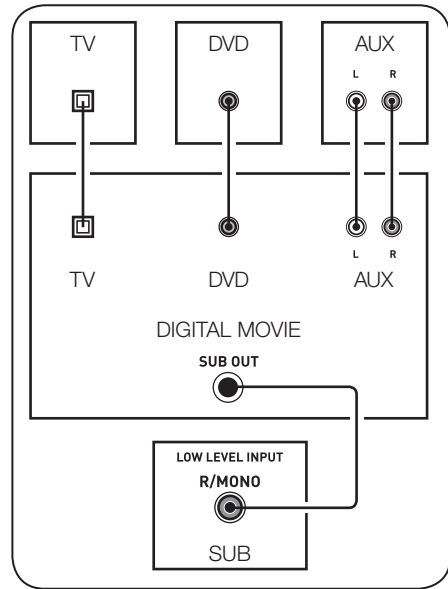 TV DVD AUX
L R
L R
TV DVD AUX
DIGITAL MOVIE
SUB OUT
LOW LEVEL INPUT
R/MONO
SUB